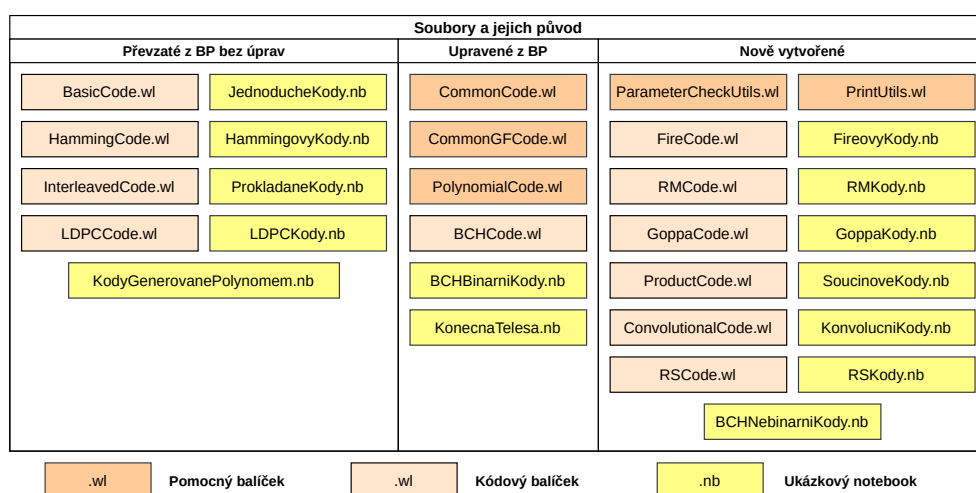 Soubory a jejich původ
Převzaté z BP bez úprav
Upravené z BP
Nově vytvořené
BasicCode.wl
JednoducheKody.nb
HammingCode.wl
HammingovyKody.nb
InterleavedCode.wl
ProkladaneKody.nb
LDPCCode.wl
LDPCKody.nb
KodyGenerovanePolynomem.nb
CommonCode.wl
CommonGFCode.wl
PolynomialCode.wl
BCHCode.wl
BCHBinarniKody.nb
KonecnaTelesa.nb
ParameterCheckUtils.wl
PrintUtils.wl
FireCode.wl
FireovyKody.nb
RMCode.wl
RMKody.nb
GoppaCode.wl
GoppaKody.nb
ProductCode.wl
SoucinoveKody.nb
ConvolutionalCode.wl
KonvolucniKody.nb
RSCode.wl
RSKody.nb
BCHNebinarniKody.nb
.wl
Pomocný balíček
.wl
Kódový balíček
.nb
Ukázkový notebook